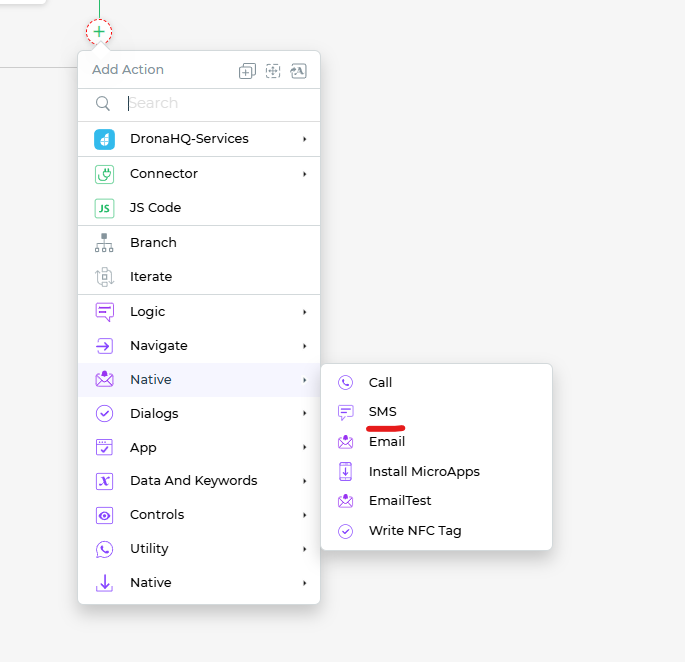 Add Action
Search
DronaHQ-Services
Connector
JS
JS Code
Branch
Iterate
Logic
Navigate
Native
Dialogs
App
Data And Keywords
Controls
Utility
Native
Call
SMS
Email
Install MicroApps
EmailTest
Write NFC Tag